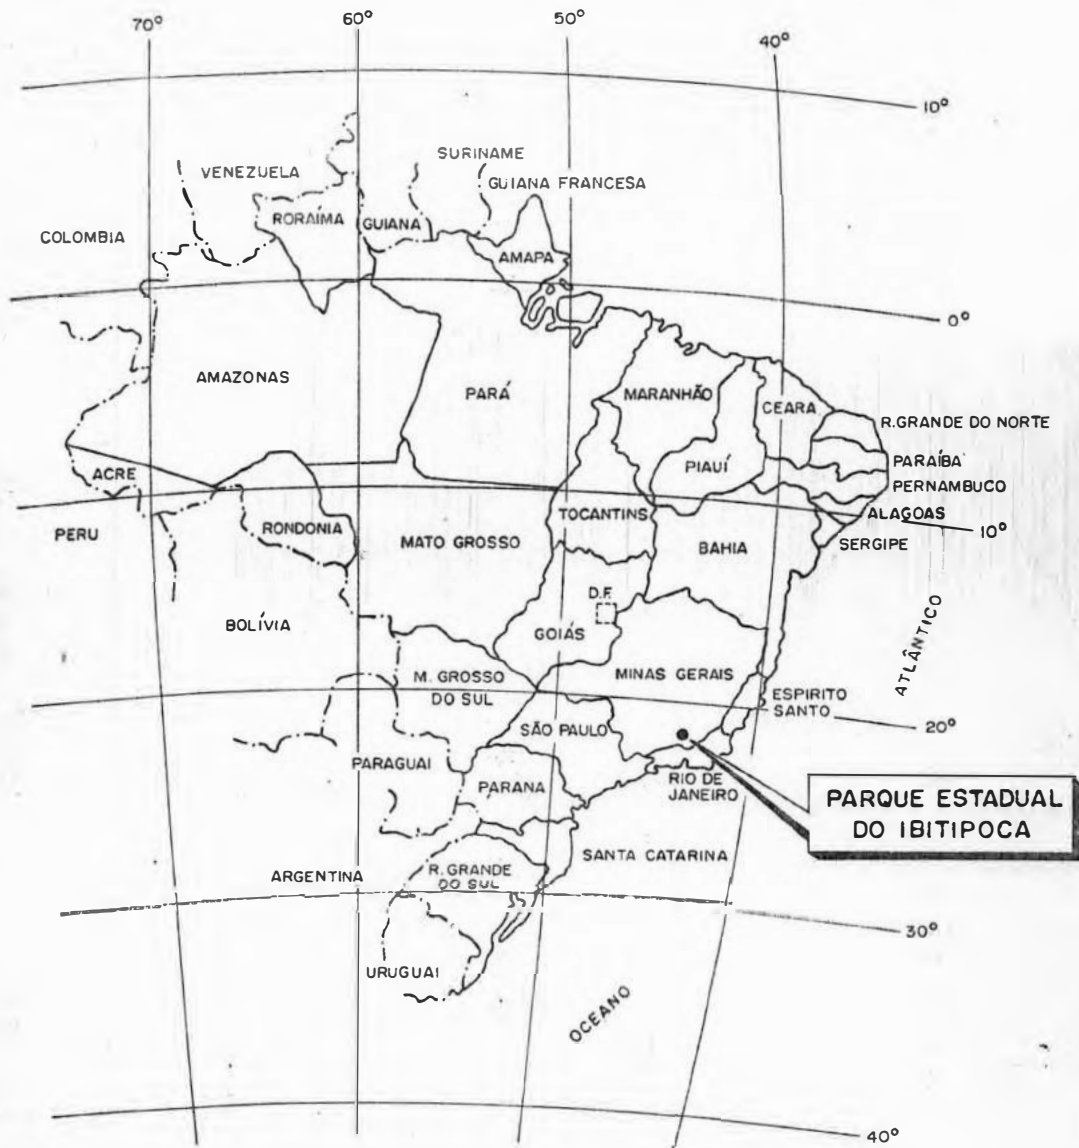 70°
60°
50°
40°
10°
VENEZUELA
SURINAME
GUIANA FRANCESA
COLOMBIA
RORAÍMA
GUIANA
AMAPA
0°
AMAZONAS
PARÁ
MARANHÃO
CEARA
R.GRANDE DO NORTE
PARAÍBA
PIAUÍ
ACRE
PERNAMBUCO
ALAGOAS
TOCANTINS
PERU
RONDONIA
MATO GROSSO
BAHIA
SERGIPE
10°
D.F.
BOLÍVIA
GOIÁS
ATLÂNTICO
M. GROSSO
DO SUL
MINAS GERAIS
ESPIRITO
SANTO
20°
SÃO PAULO
PARAGUAI
PARANA
RIO DE
JANEIRO
PARQUE ESTADUAL
DO IBITIPOCA
SANTA CATARINA
ARGENTINA
R. GRANDE
DO SUL
30°
URUGUAI
OCEANO
40°